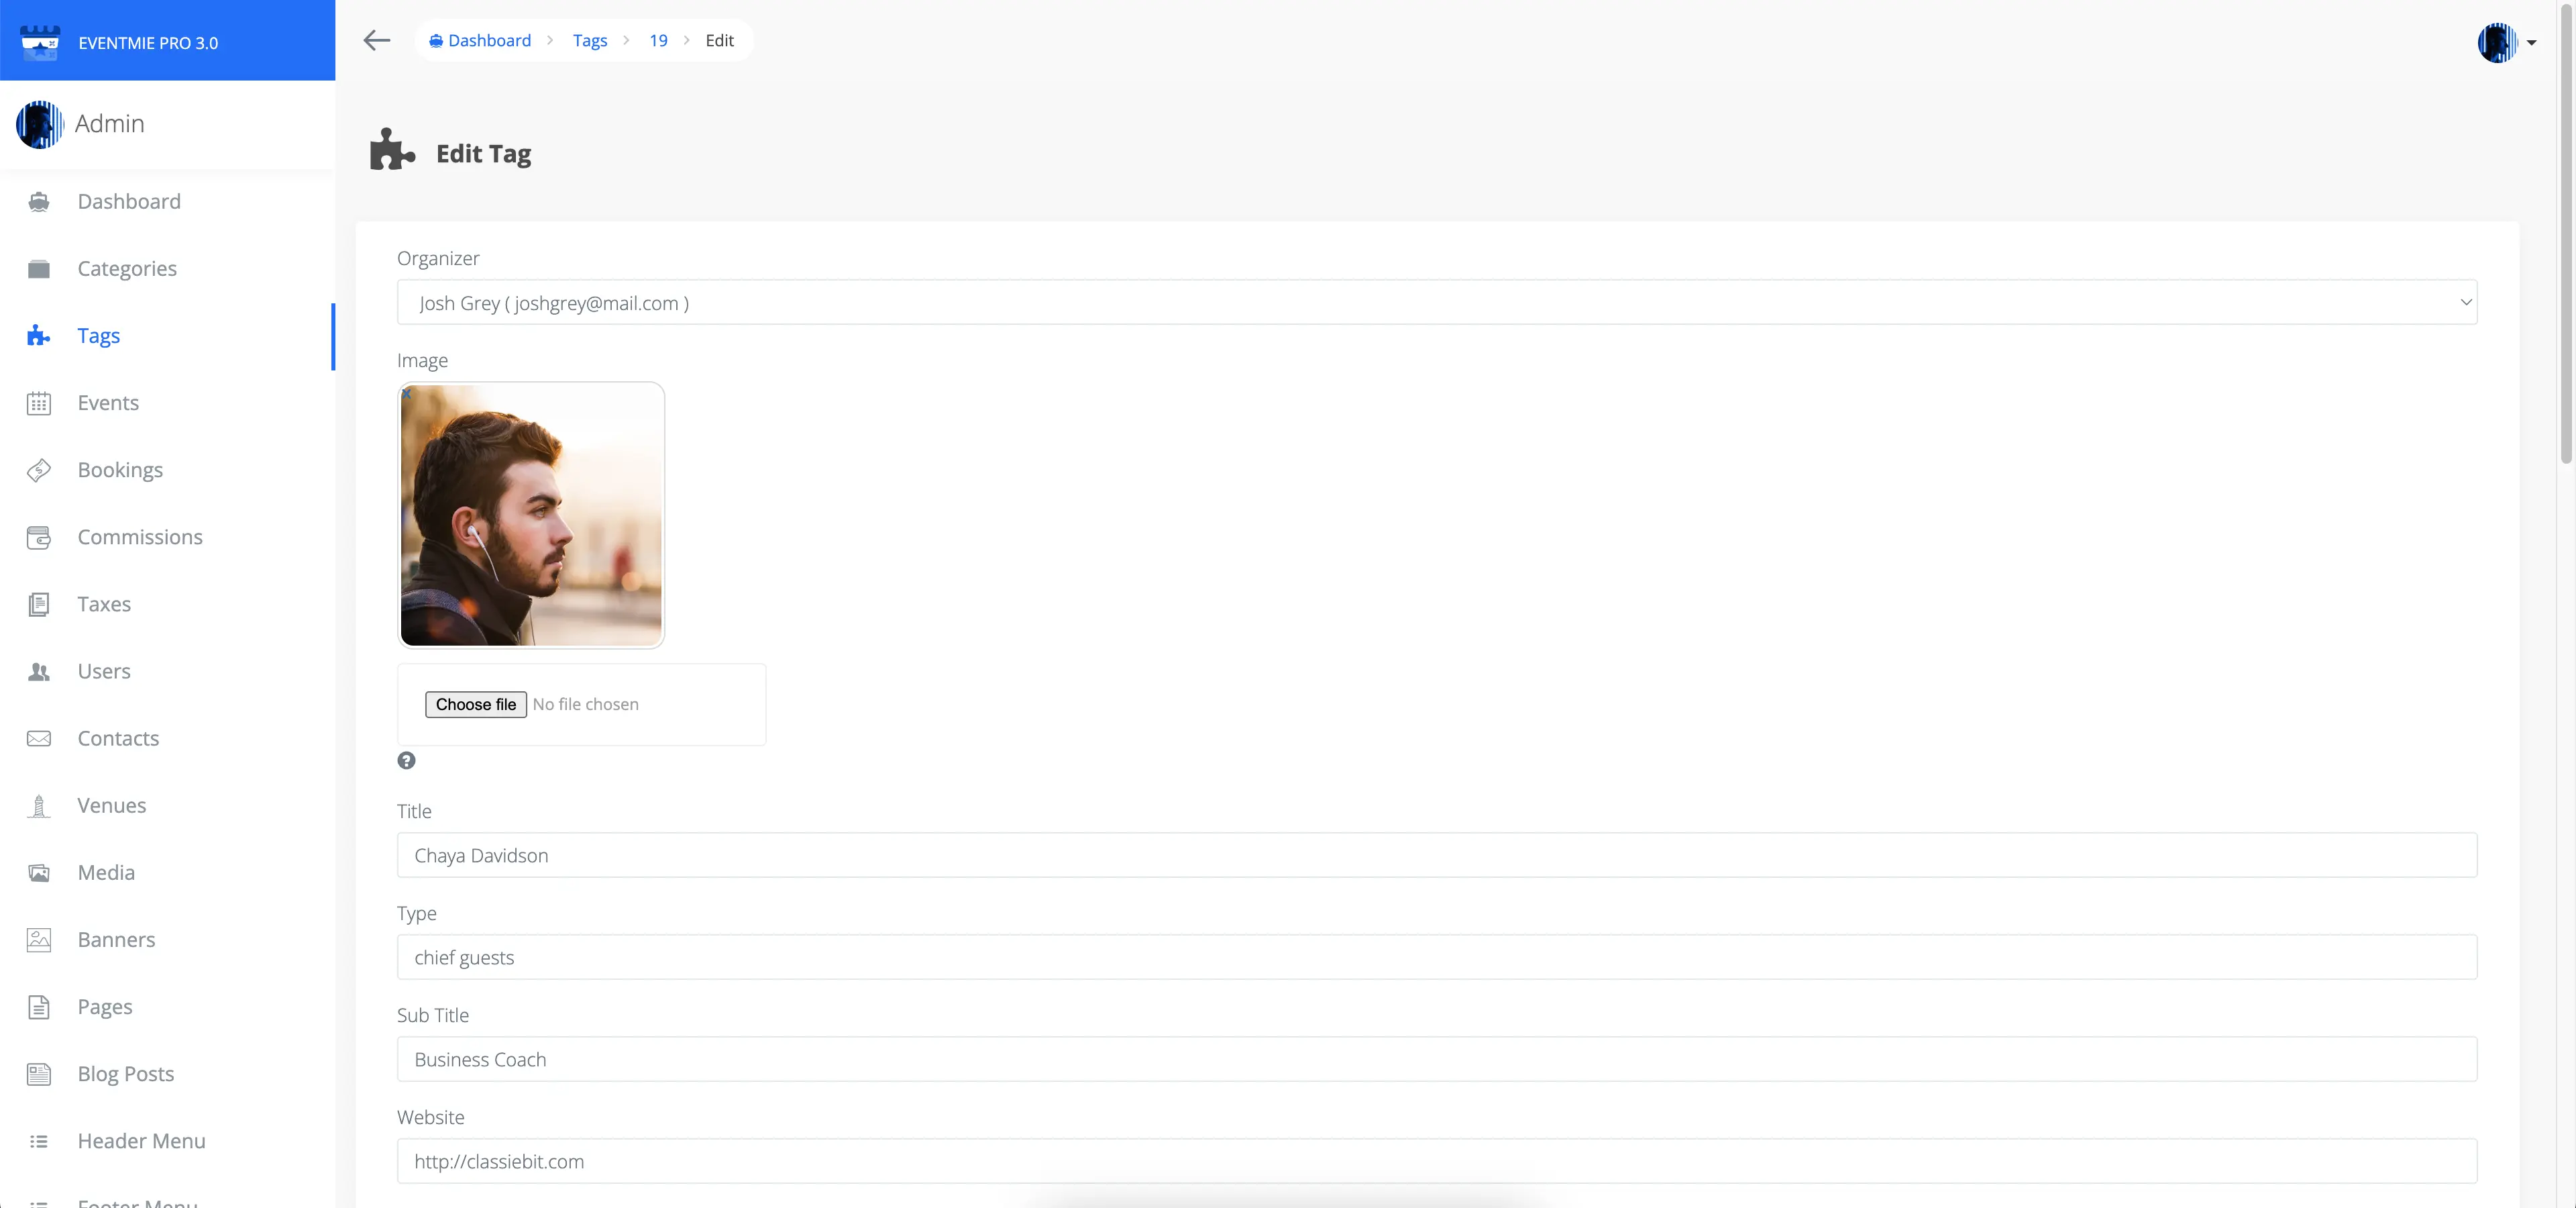 EVENTMIE PRO 3.0
Dashboard
Tags
19
Edit
Admin
Edit Tag
Dashboard
Categories
Tags
Events
Bookings
Commissions
Taxes
Users
Contacts
Venues
Media
Banners
Pages
Blog Posts
Header Menu
Footer Menu
Organizer
Josh Grey ( joshgrey@mail.com )
Image
x
Choose file No file chosen
?
Title
Chaya Davidson
Type
chief guests
Sub Title
Business Coach
Website
http://classiebit.com